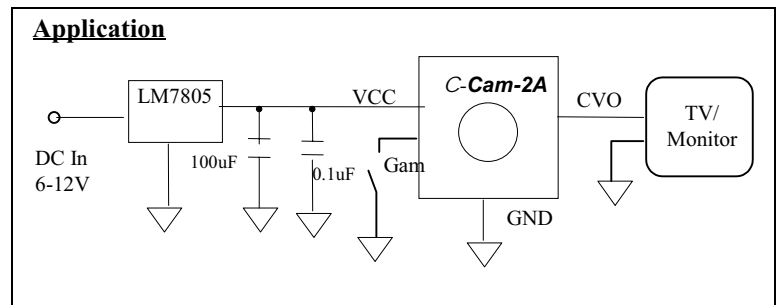 Application
LM7805
VCC
C-Cam-2A
CVO
TV/
Monitor
DC In
6-12V
100uF
0.1uF
Gam
GND